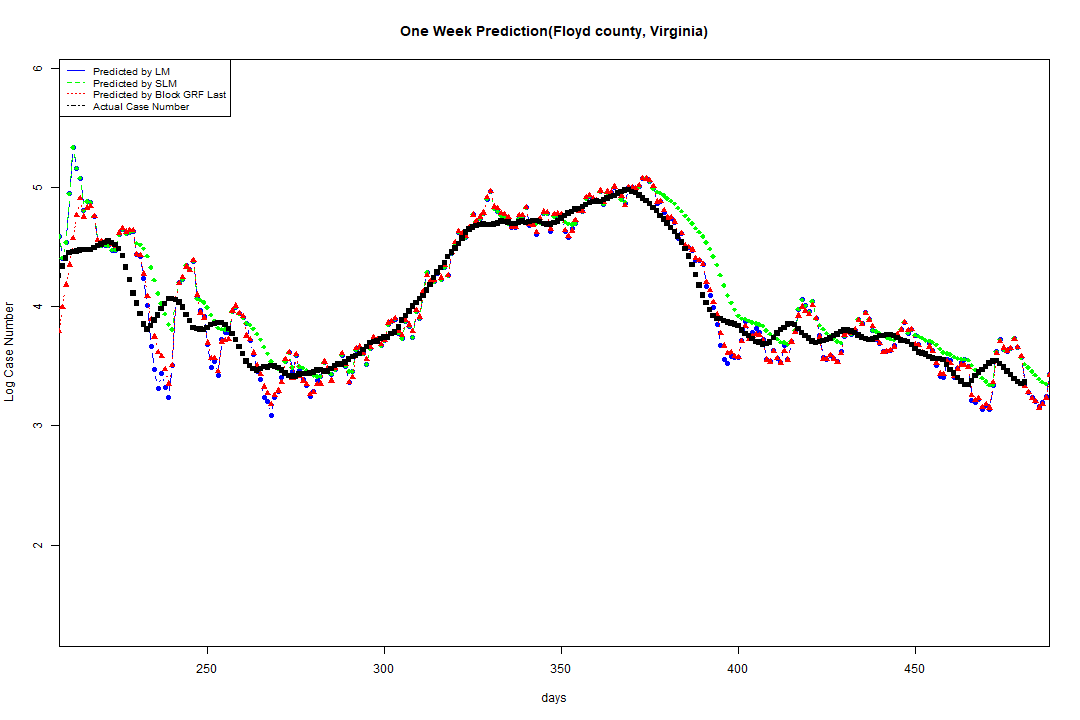 One Week Prediction(Floyd county, Virginia)
Predicted by LM
Predicted by SLM
Predicted by Block GRF Last
Actual Case Number
Log Case Number
6
5
4
3
2
250 300 350 400 450
days